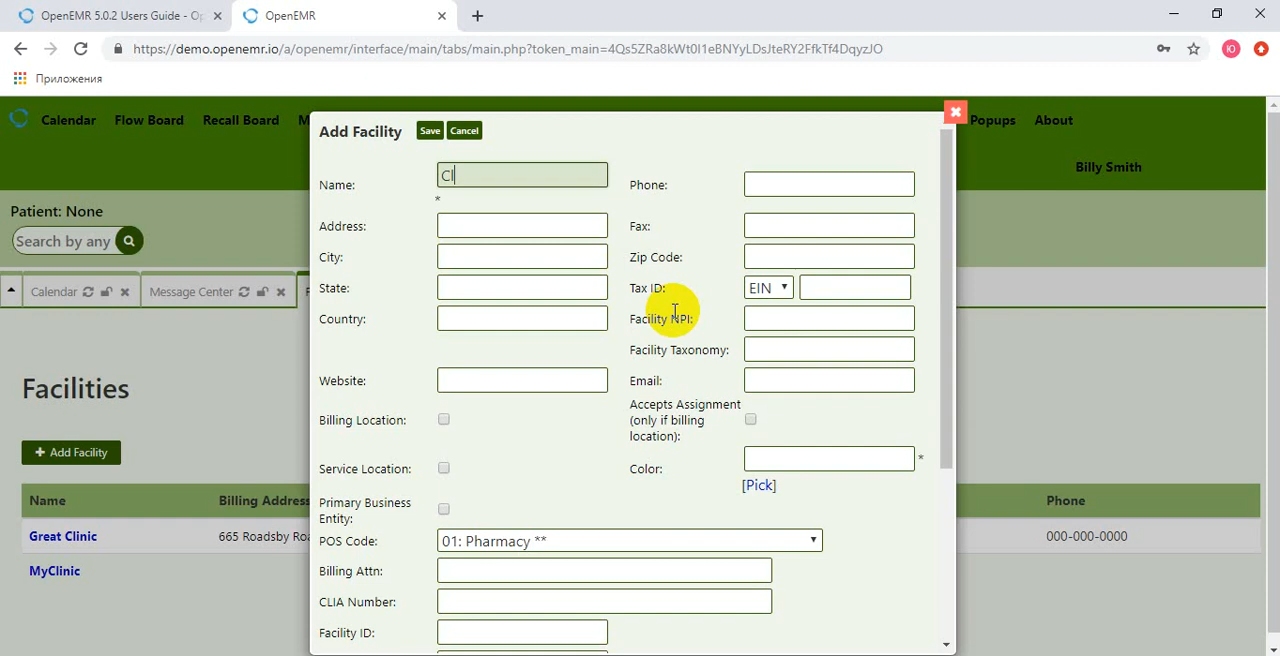 OpenEMR 5.0.2 Users Guide - Op
OpenEMR
https://demo.openemr.io/a/openemr/interface/main/tabs/main.php?token_main=4Qs5ZRa8kWt0I1eBNYyLDsJteRY2FfkTf4DqyzJO
Приложения
Calendar Flow Board Recall Board M Popups About
Billy Smith
Patient: None
Search by any
Calendar Message Center F
Add Facility Save Cancel
Name: Cl Phone:
*
Address: Fax:
City: Zip Code:
State: Tax ID: EIN
Country: Facility NPI:
Facility Taxonomy:
Website: Email:
Billing Location: Accepts Assignment (only if billing location):
Service Location: Color: *
[Pick]
Primary Business Entity:
POS Code: 01: Pharmacy **
Billing Attn:
CLIA Number:
Facility ID:
Facilities
+ Add Facility
Name Billing Address Phone
Great Clinic 665 Roadsby Roa 000-000-0000
MyClinic